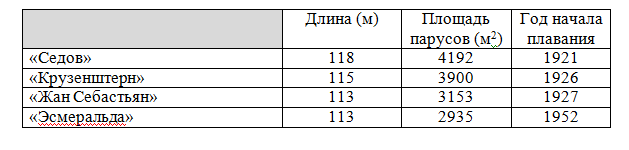 Длина (м) Площадь парусов (м²) Год начала плавания
«Седов» 118 4192 1921
«Крузенштерн» 115 3900 1926
«Жан Себастьян» 113 3153 1927
«Эсмеральда» 113 2935 1952